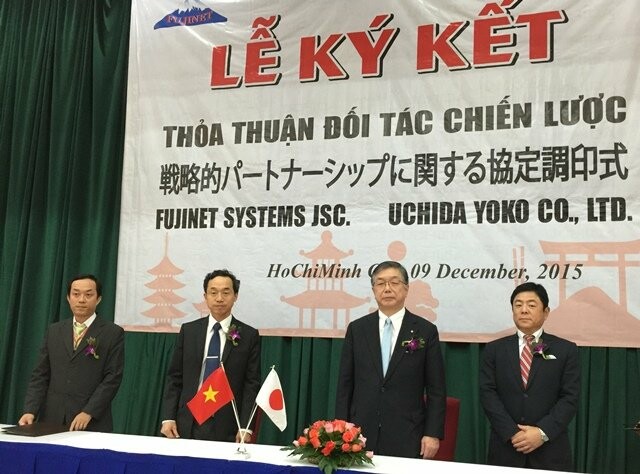 FUJINET
LỄ KÝ KẾT
THỎA THUẬN ĐỐI TÁC CHIẾN LƯỢC
戦略的パートナーシップに関する協定調印式
FUJINET SYSTEMS JSC. UCHIDA YOKO CO., LTD.
HoChiMinh 09 December, 2015